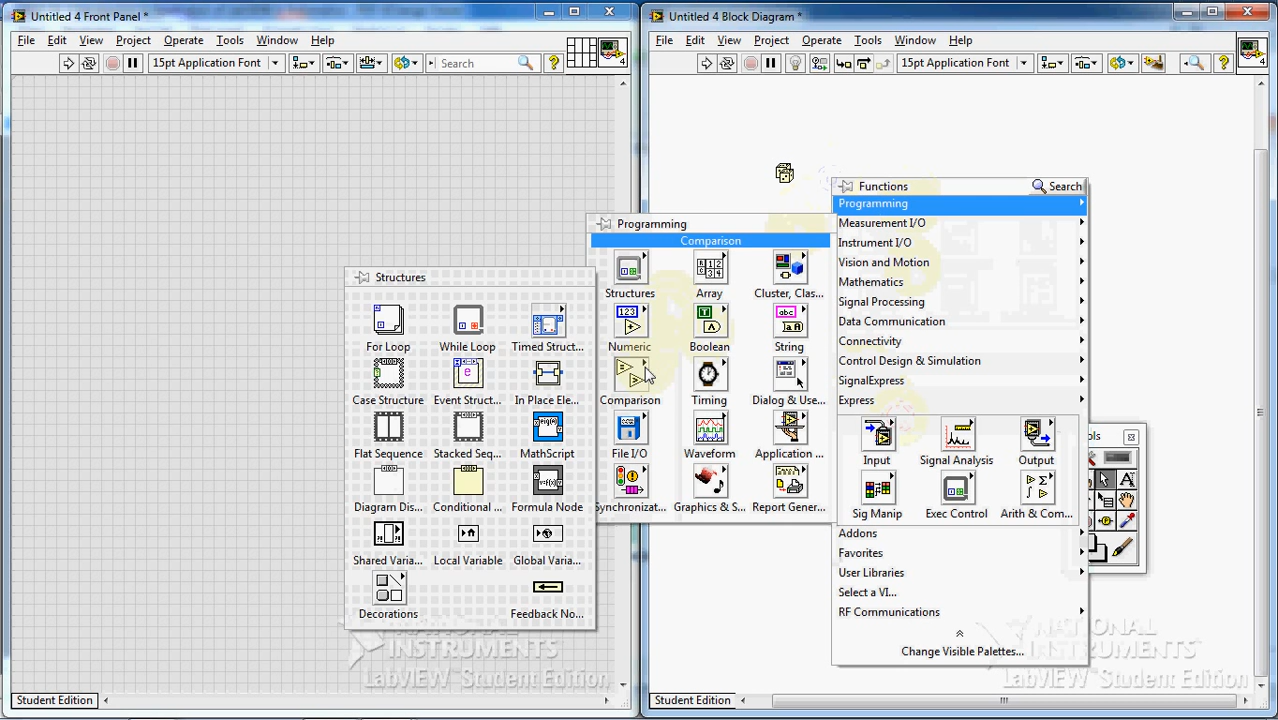 Untitled 4 Front Panel *
File Edit View Project Operate Tools Window Help
15pt Application Font
Search
?
4
Untitled 4 Block Diagram *
File Edit View Project Operate Tools Window Help
15pt Application Font
?
4
Functions
Search
Programming
Measurement I/O
Instrument I/O
Vision and Motion
Mathematics
Signal Processing
Data Communication
Connectivity
Control Design & Simulation
SignalExpress
Express
Input Signal Analysis Output
Sig Manip Exec Control Arith & Com...
Addons
Favorites
User Libraries
Select a VI...
RF Communications
Change Visible Palettes...
Programming
Comparison
Structures Array Cluster, Clas...
Numeric Boolean String
Comparison Timing Dialog & Use...
File I/O Waveform Application ...
Synchronizat... Graphics & S... Report Gener...
Structures
For Loop While Loop Timed Struct...
Case Structure Event Struct... In Place Ele...
Flat Sequence Stacked Seq... MathScript
Diagram Dis... Conditional ... Formula Node
Shared Varia... Local Variable Global Varia...
Decorations Feedback No...
ols
NATIONAL
INSTRUMENTS
LabVIEW Student Edition
NATIONAL
INSTRUMENTS
LabVIEW Student Edition
Student Edition
Student Edition